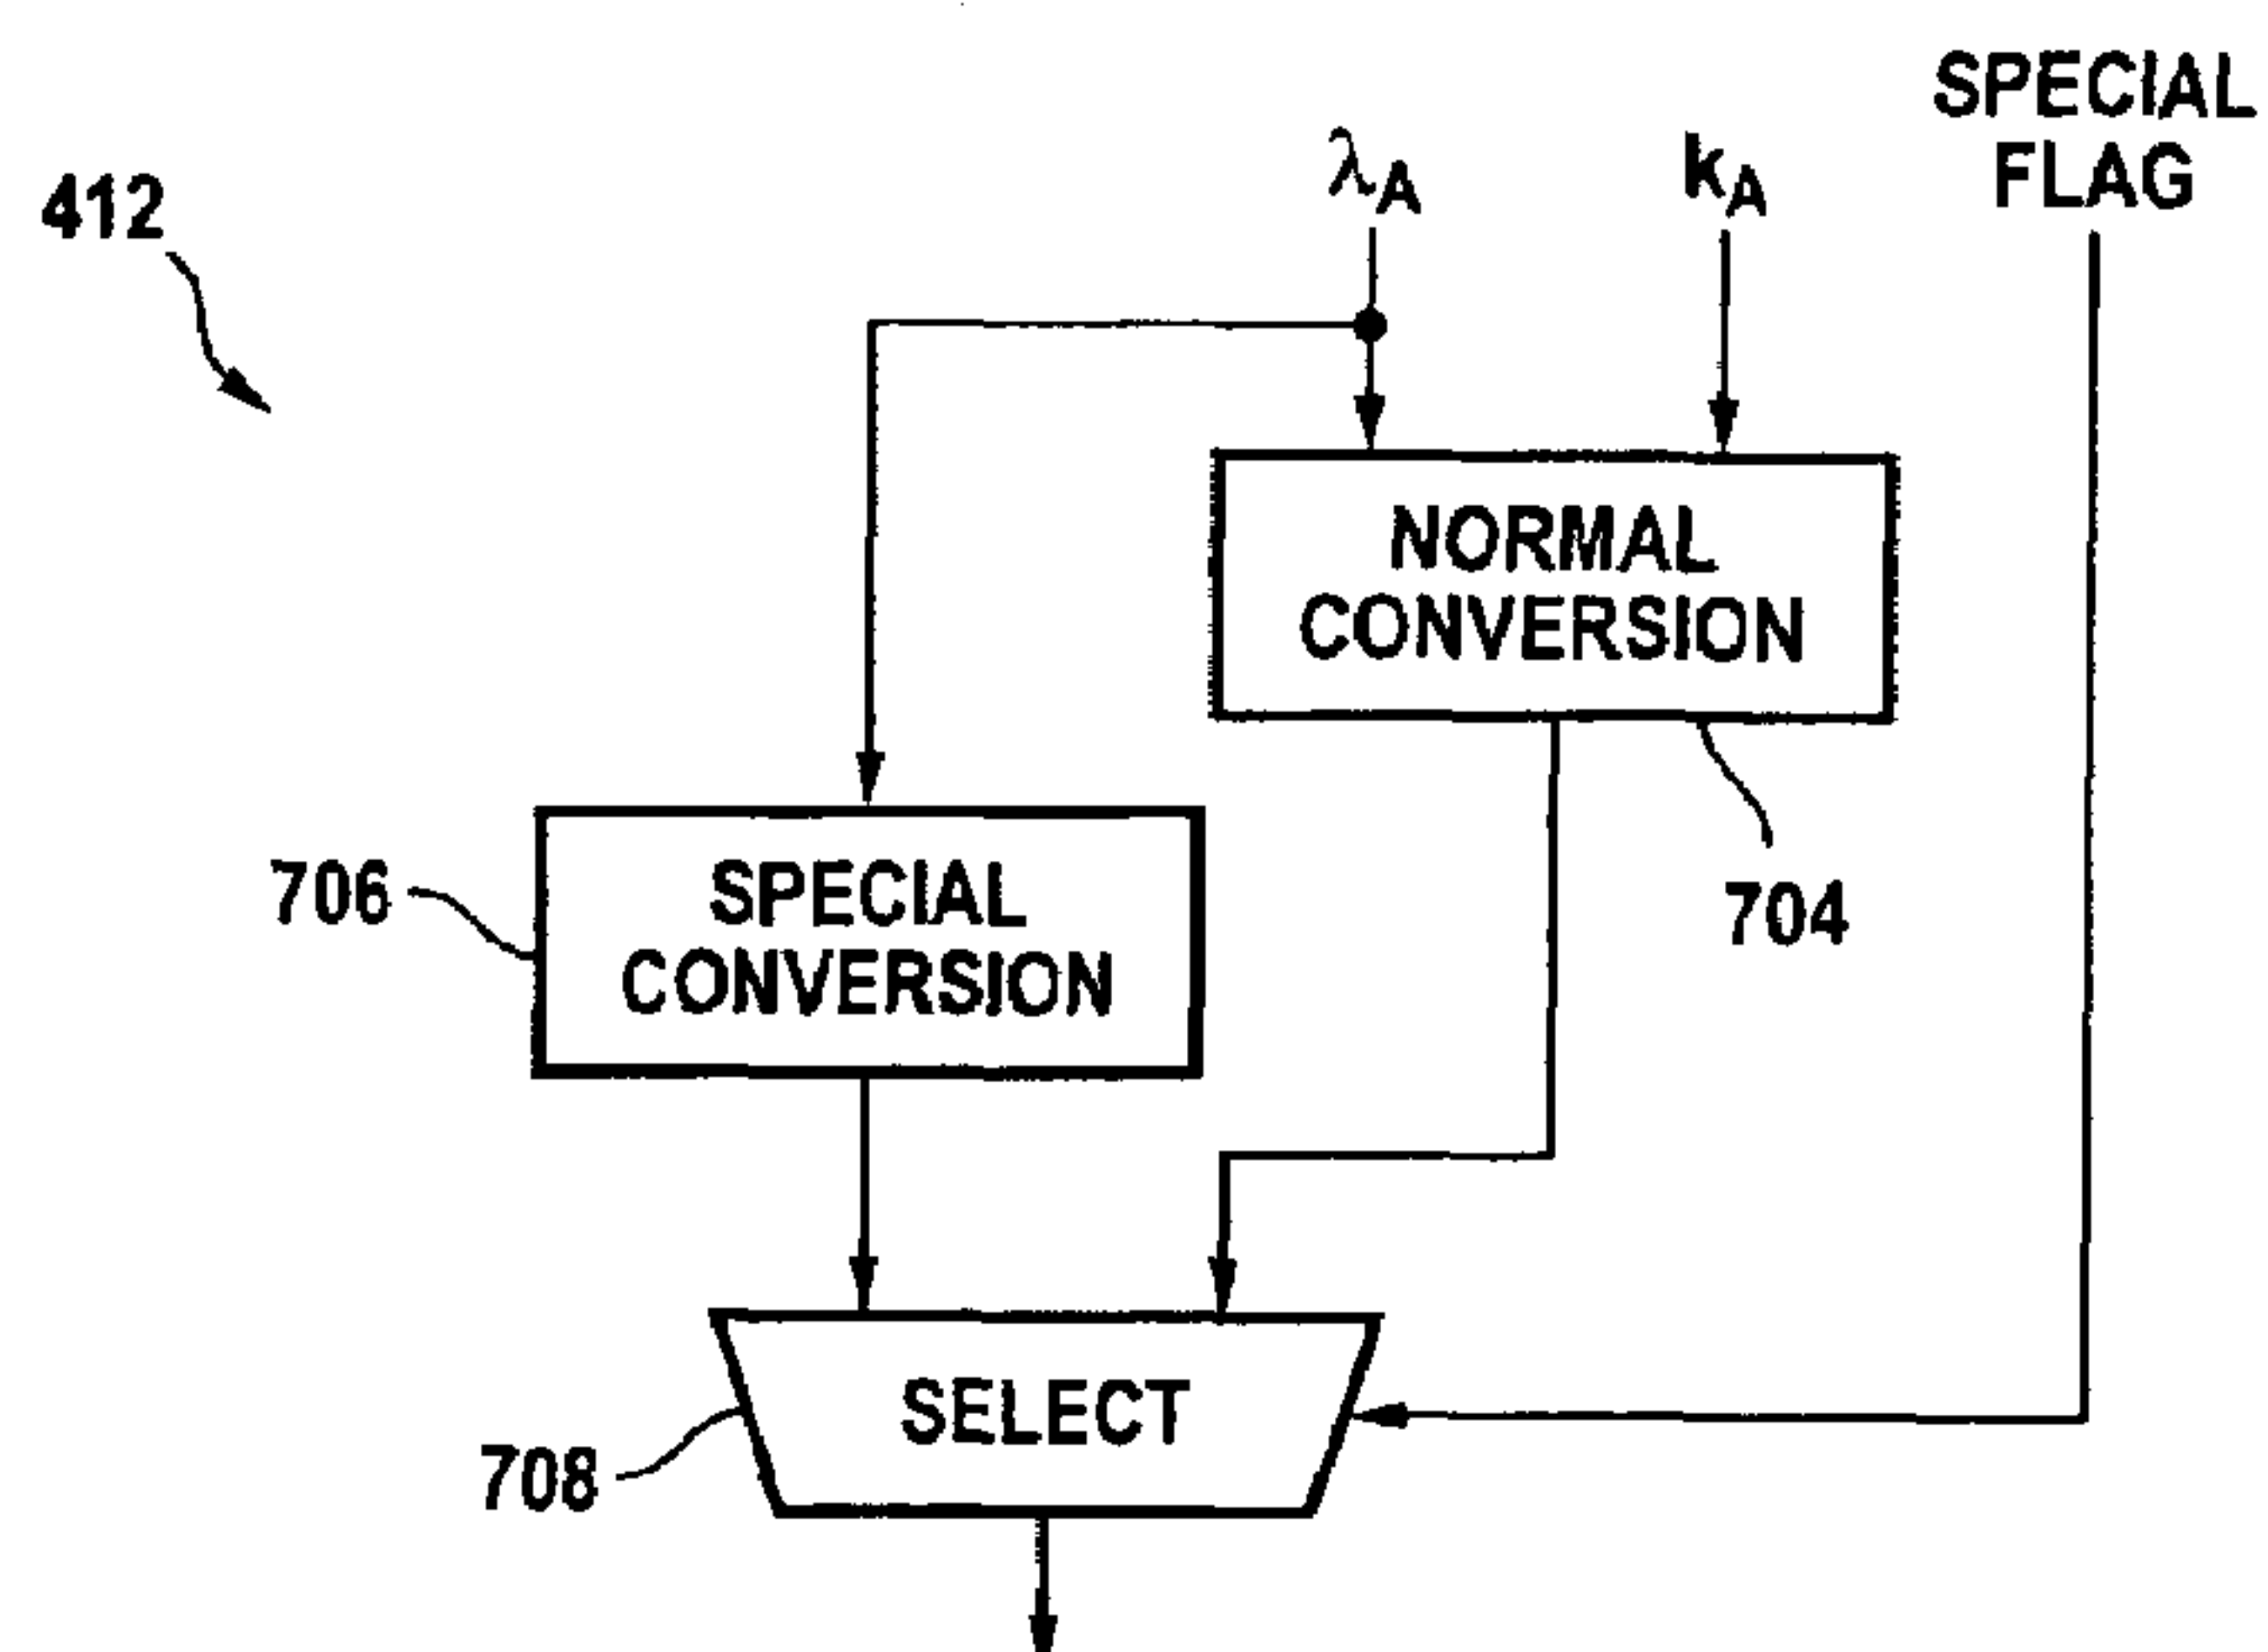 SPECIAL
FLAG
λA
kA
412
NORMAL
CONVERSION
704
706
SPECIAL
CONVERSION
SELECT
708